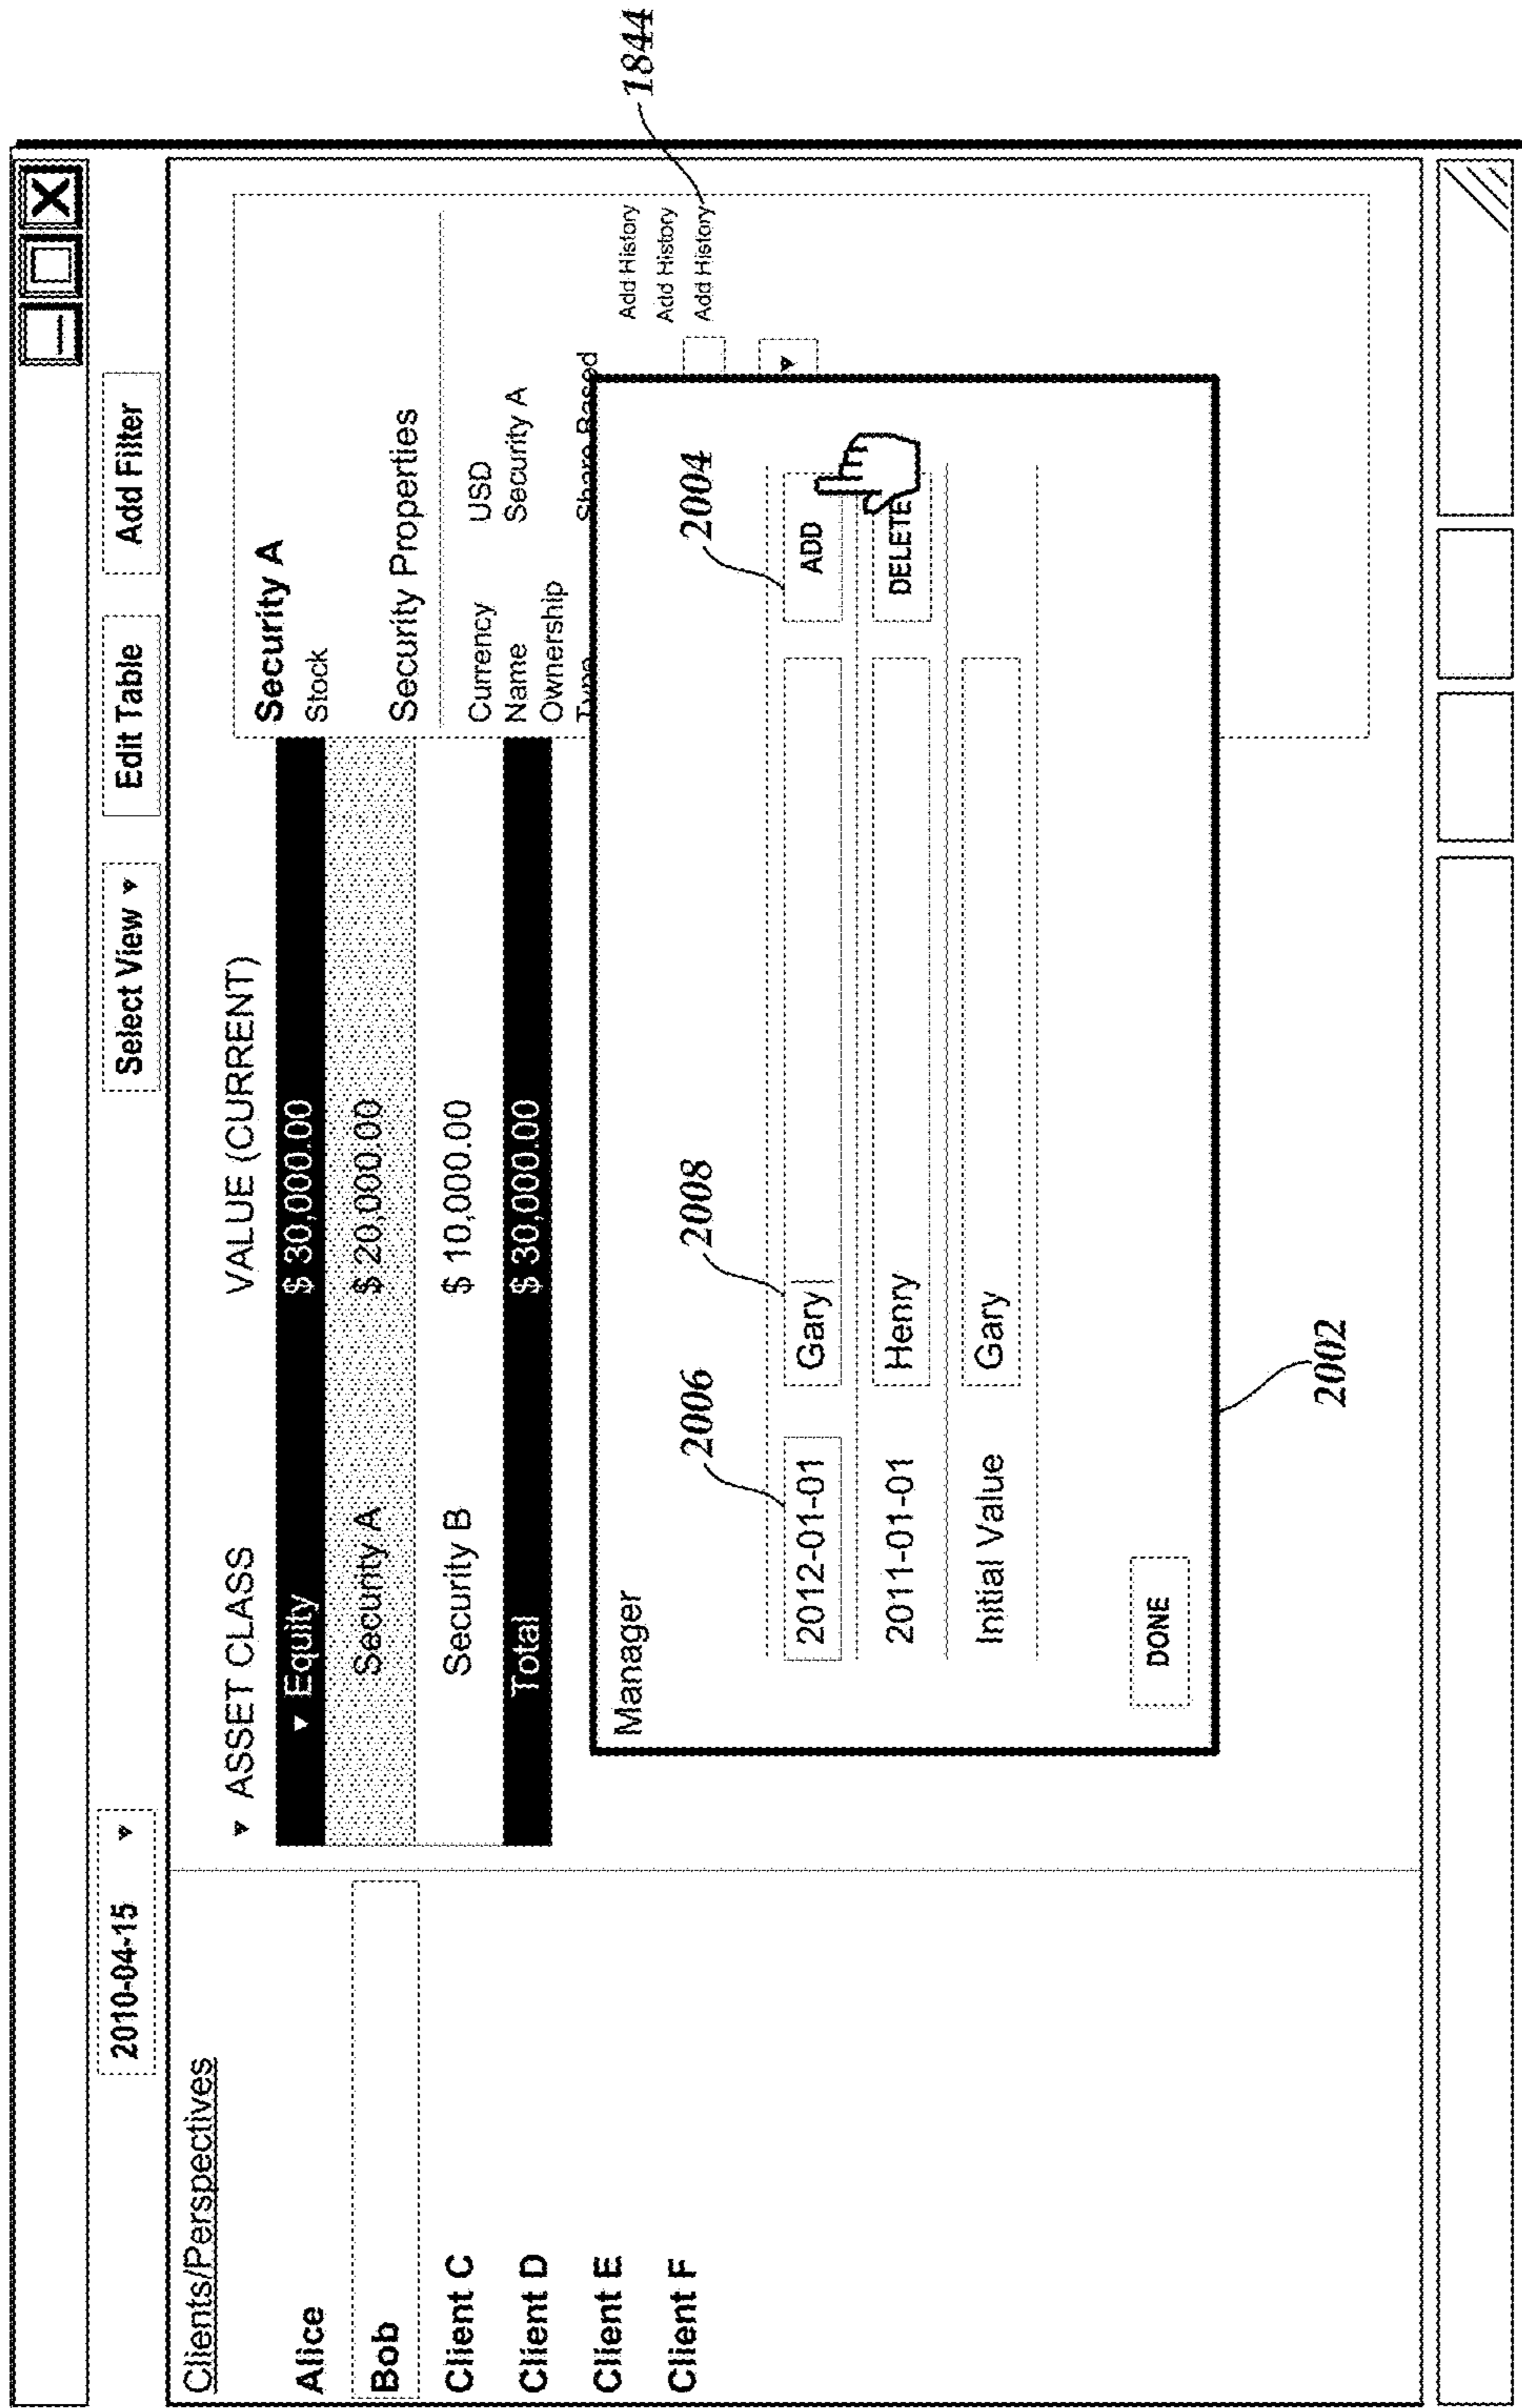 2010-04-15 ▼ Select View ▼ Edit Table Add Filter
Clients/Perspectives
Alice
Bob
Client C
Client D
Client E
Client F
▼ ASSET CLASS VALUE (CURRENT)
▼ Equity $ 30,000.00
Security A $ 20,000.00
Security B $ 10,000.00
Total $ 30,000.00
Security A
Stock
Security Properties
Currency USD
Name Security A
Ownership
Type Share Based
Add History
Add History
Add History
1844
Manager
2006 2008 2004
2012-01-01 Gary ADD
2011-01-01 Henry DELETE
Initial Value Gary
DONE
2002